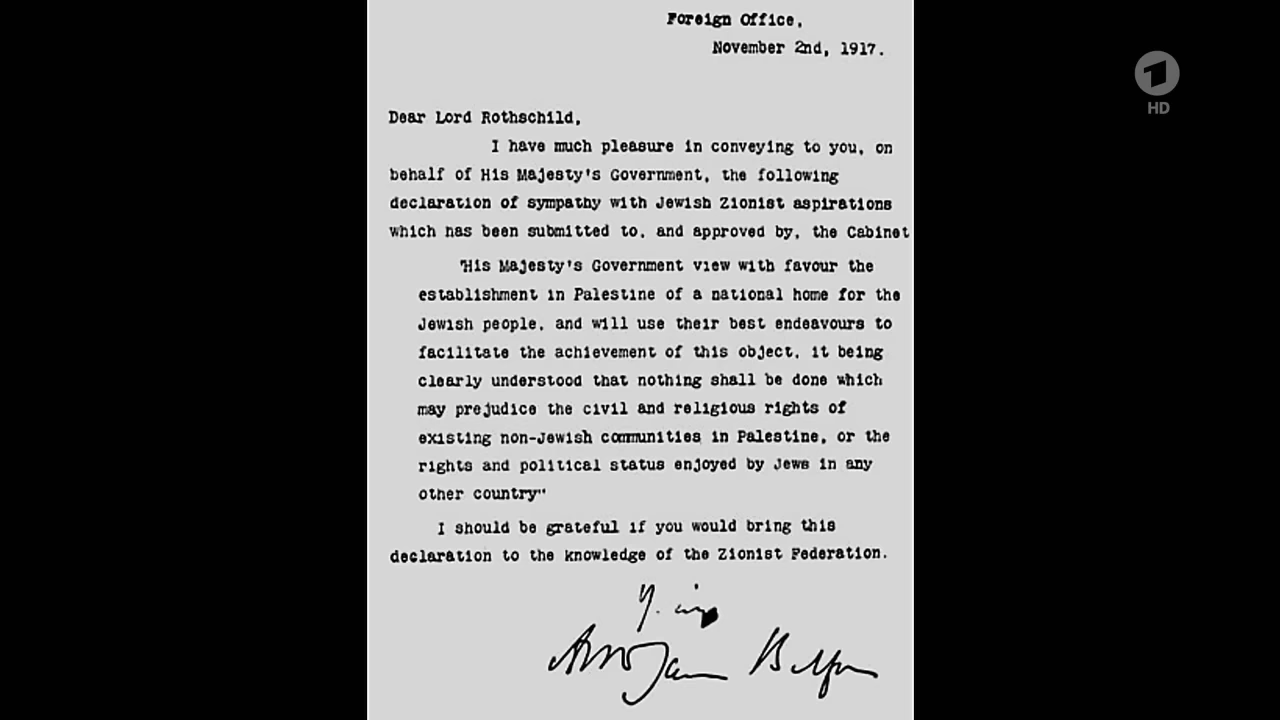 Foreign Office,
November 2nd, 1917.
1
HD
Dear Lord Rothschild,
I have much pleasure in conveying to you, on
behalf of His Majesty's Government, the following
declaration of sympathy with Jewish Zionist aspirations
which has been submitted to, and approved by, the Cabinet
"His Majesty's Government view with favour the
establishment in Palestine of a national home for the
Jewish people, and will use their best endeavours to
facilitate the achievement of this object, it being
clearly understood that nothing shall be done which
may prejudice the civil and religious rights of
existing non-Jewish communities in Palestine, or the
rights and political status enjoyed by Jews in any
other country"
I should be grateful if you would bring this
declaration to the knowledge of the Zionist Federation.